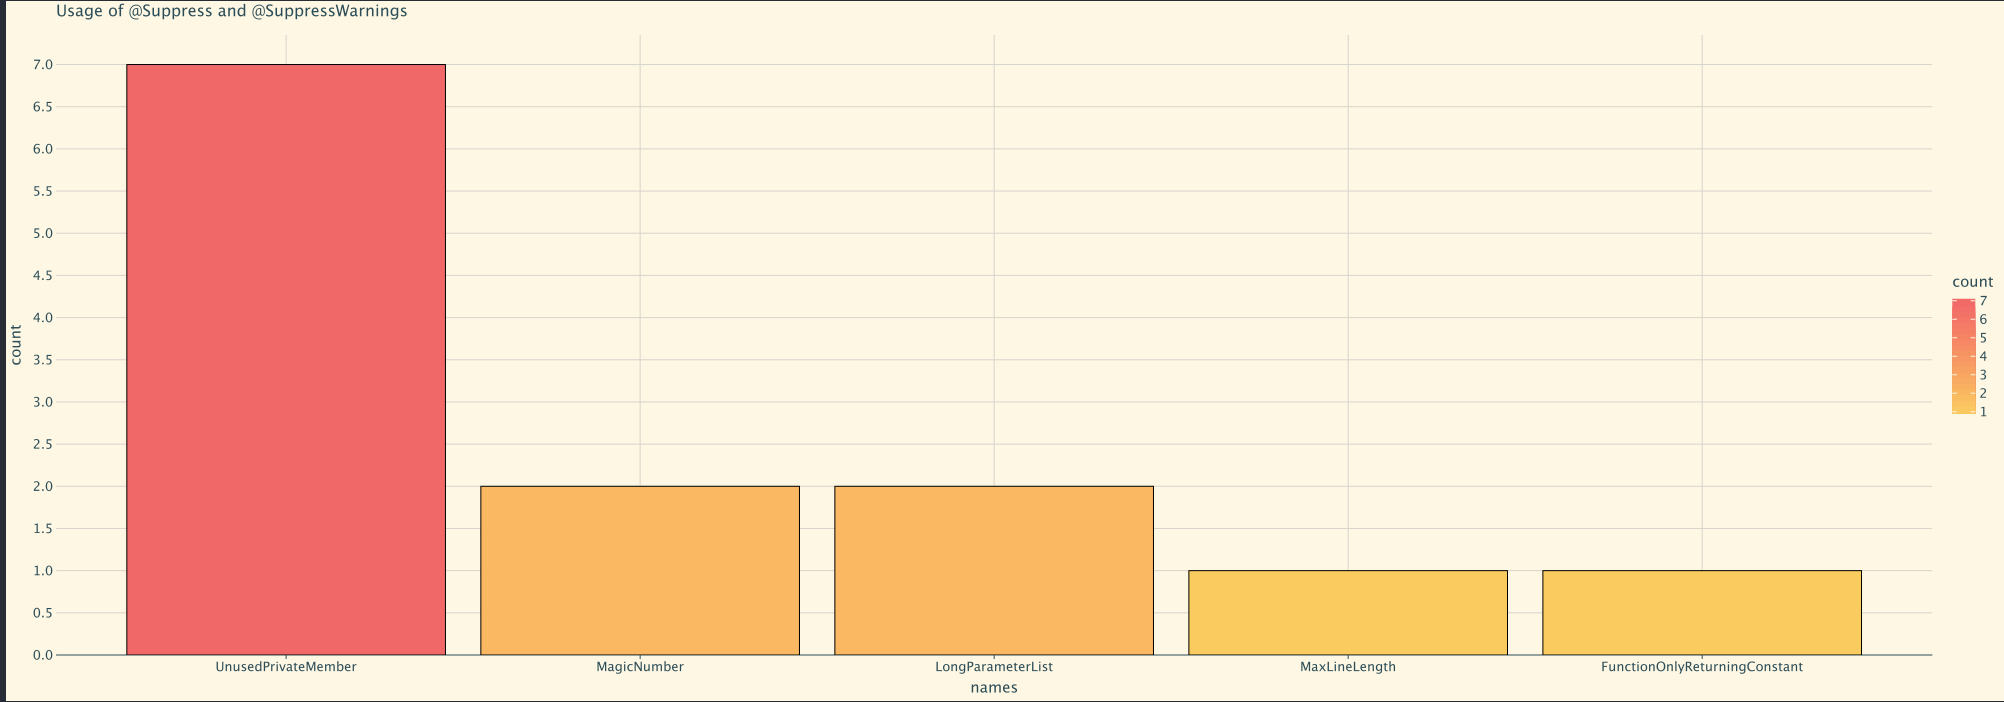 Usage of @Suppress and @SuppressWarnings
7.0
6.5
6.0
5.5
5.0
4.5
4.0
3.5
3.0
2.5
2.0
1.5
1.0
0.5
0.0
count
UnusedPrivateMember
MagicNumber
LongParameterList
MaxLineLength
FunctionOnlyReturningConstant
names
count
7
6
5
4
3
2
1